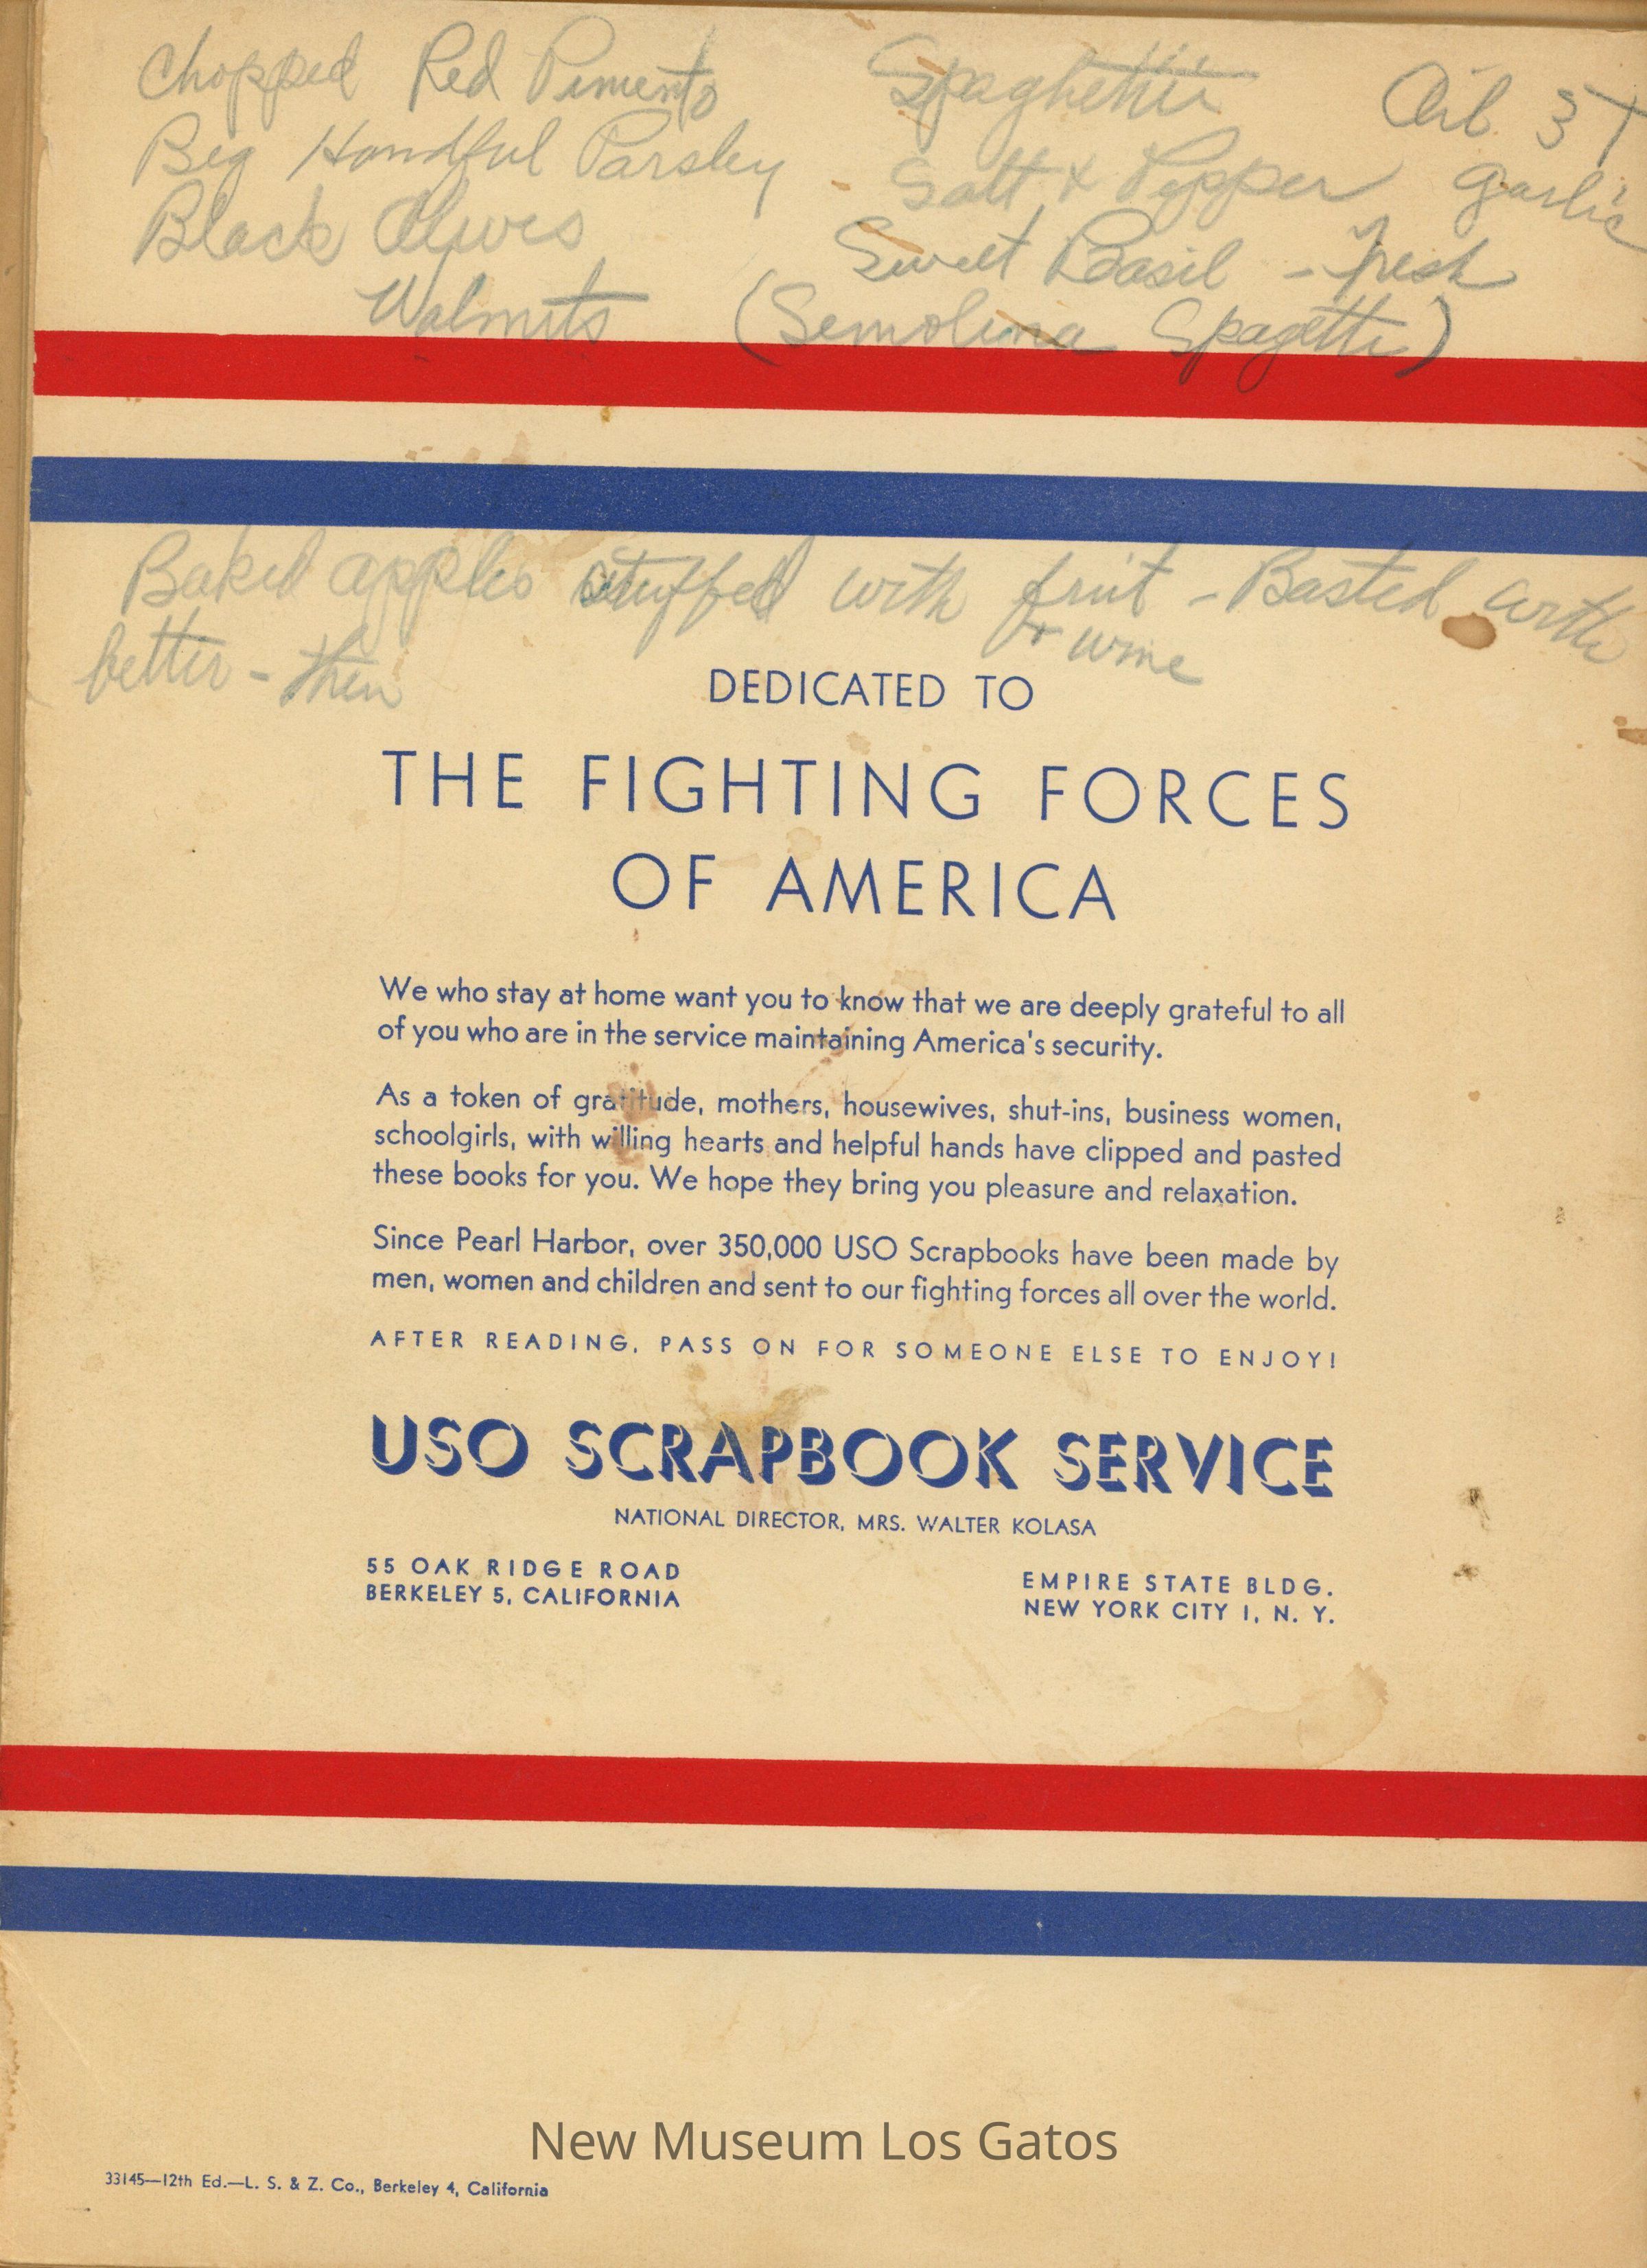 Chopped Red Pimento
Big Handful Parsley
Black Olives
Walnuts
Spaghetti
Salt & Pepper
Sweet Basil - Fresh
(Semolina Spagetti)
Oil 3 T
garlic
Baked apples stuffed with fruit - Basted with
& wine
better - then
DEDICATED TO
THE FIGHTING FORCES
OF AMERICA
We who stay at home want you to know that we are deeply grateful to all
of you who are in the service maintaining America's security.
As a token of gratitude, mothers, housewives, shut-ins, business women,
schoolgirls, with willing hearts and helpful hands have clipped and pasted
these books for you. We hope they bring you pleasure and relaxation.
Since Pearl Harbor, over 350,000 USO Scrapbooks have been made by
men, women and children and sent to our fighting forces all over the world.
AFTER READING, PASS ON FOR SOMEONE ELSE TO ENJOY!
USO SCRAPBOOK SERVICE
NATIONAL DIRECTOR, MRS. WALTER KOLASA
55 OAK RIDGE ROAD
BERKELEY 5, CALIFORNIA
EMPIRE STATE BLDG.
NEW YORK CITY 1, N. Y.
New Museum Los Gatos
33145—12th Ed.—L. S. & Z. Co., Berkeley 4, California